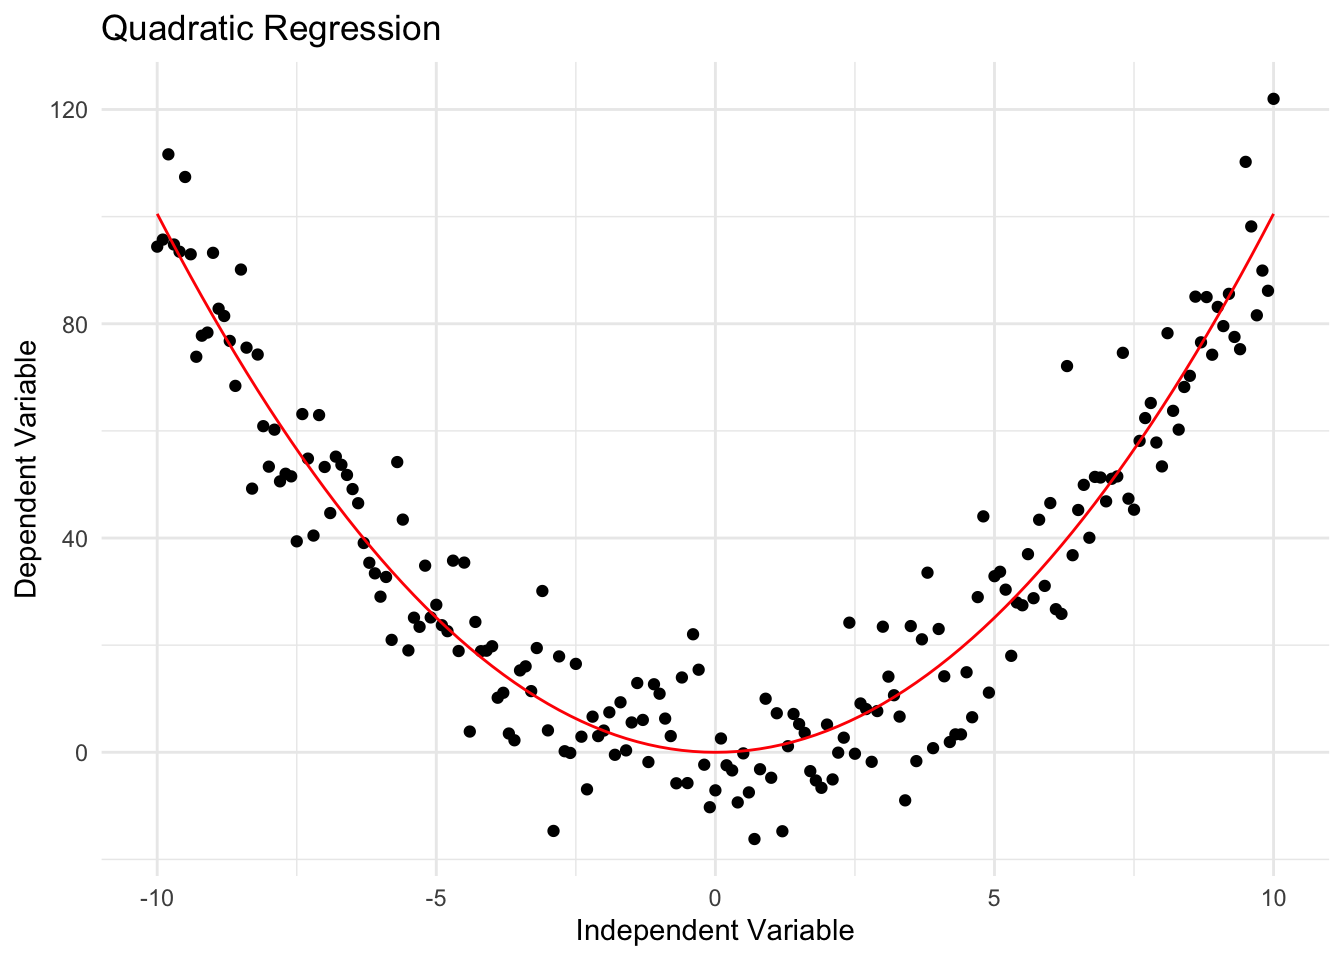 Quadratic Regression
120
80
40
0
Dependent Variable
-10 -5 0 5 10
Independent Variable